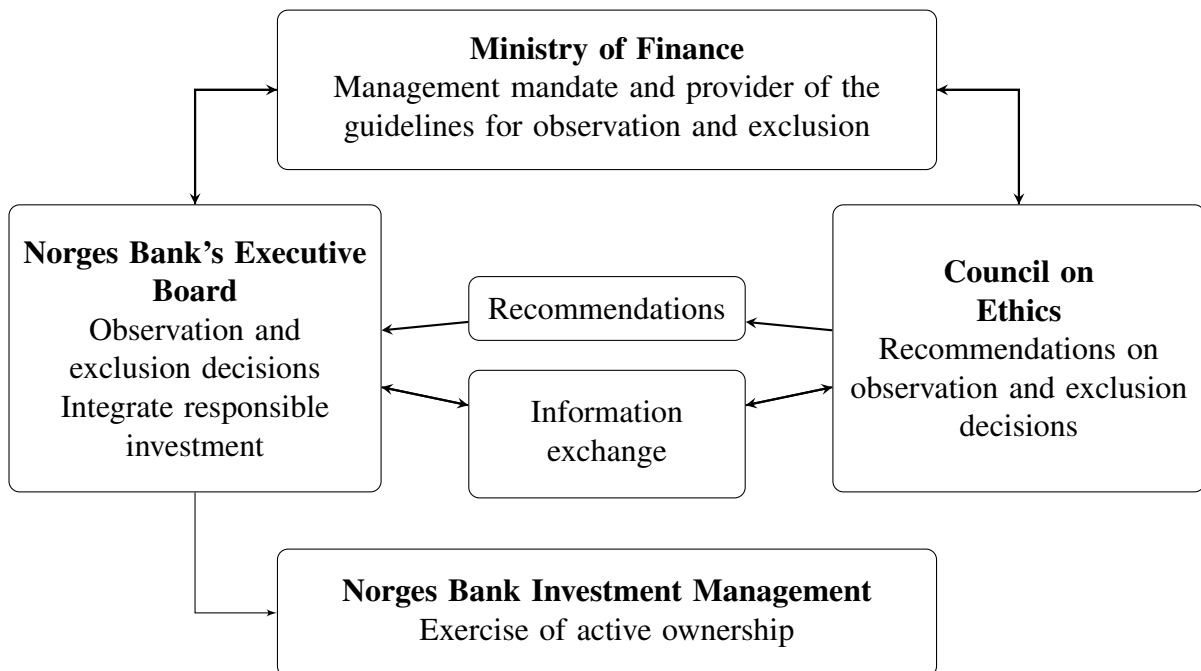 Ministry of Finance
Management mandate and provider of the
guidelines for observation and exclusion
Norges Bank’s Executive
Board
Observation and
exclusion decisions
Integrate responsible
investment
Recommendations
Information
exchange
Council on
Ethics
Recommendations on
observation and exclusion
decisions
Norges Bank Investment Management
Exercise of active ownership